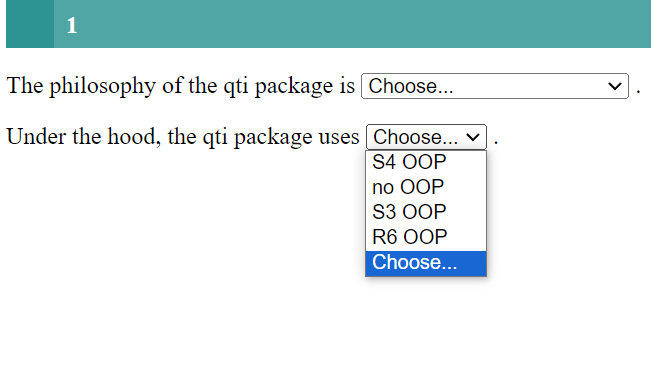 1
The philosophy of the qti package is Choose... .
Under the hood, the qti package uses Choose... .
S4 OOP
no OOP
S3 OOP
R6 OOP
Choose...